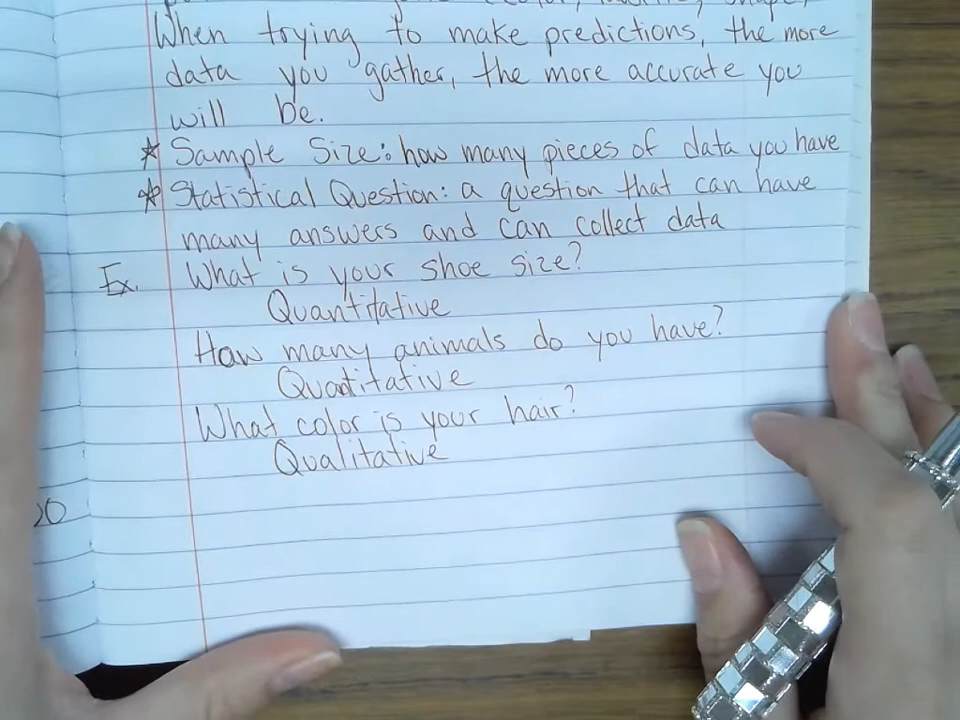 When trying to make predictions, the more
data you gather, the more accurate you
will be.
* Sample Size: how many pieces of data you have
* Statistical Question: a question that can have
many answers and can collect data
Ex. What is your shoe size?
Quantitative
How many animals do you have?
Quantitative
What color is your hair?
Qualitative